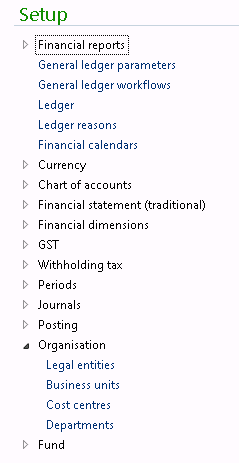 Setup
Financial reports
General ledger parameters
General ledger workflows
Ledger
Ledger reasons
Financial calendars
Currency
Chart of accounts
Financial statement (traditional)
Financial dimensions
GST
Withholding tax
Periods
Journals
Posting
Organisation
Legal entities
Business units
Cost centres
Departments
Fund